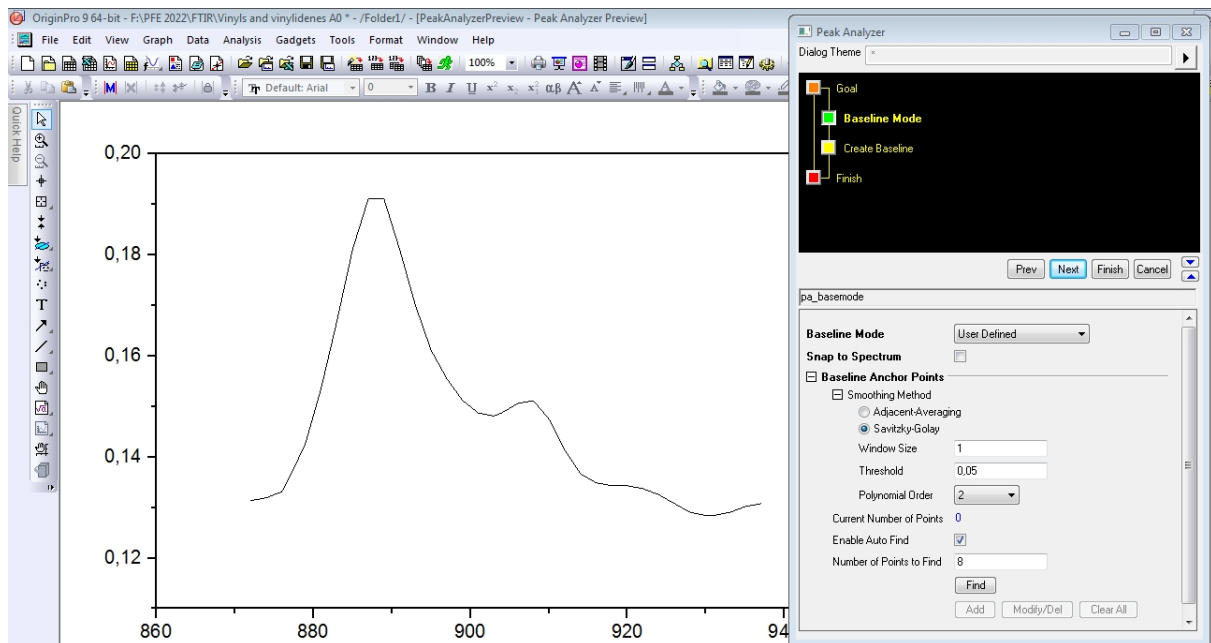 OriginPro 9 64-bit - F:\PFE 2022\FTIR\Vinyls and vinylidenes A0 * - /Folder1/ - [PeakAnalyzerPreview - Peak Analyzer Preview]
File Edit View Graph Data Analysis Gadgets Tools Format Window Help
100%
Default: Arial 0 B I U x² x₂ αβ A A
Quick Help
T
0,20
0,18
0,16
0,14
0,12
860 880 900 920 94
Peak Analyzer
Dialog Theme *
Goal
Baseline Mode
Create Baseline
Finish
Prev Next Finish Cancel
pa_basemode
Baseline Mode User Defined
Snap to Spectrum
Baseline Anchor Points
Smoothing Method
Adjacent-Averaging
Savitzky-Golay
Window Size 1
Threshold 0,05
Polynomial Order 2
Current Number of Points 0
Enable Auto Find
Number of Points to Find 8
Find
Add Modify/Del Clear All